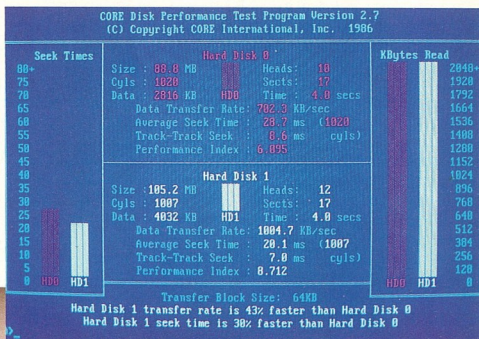 CORE Disk Performance Test Program Version 2.7
(C) Copyright CORE International, Inc. 1986
Seek Times
80+
75
70
65
60
55
50
45
40
35
30
25
20
15
10
5
0
HD0 HD1
Hard Disk 0
Size : 88.8 MB Heads: 10
Cyls : 1020 Sects: 17
Data : 2816 KB HD0 Time : 4.0 secs
Data Transfer Rate: 702.3 KB/sec
Average Seek Time : 28.7 ms (1020
Track-Track Seek : 8.6 ms cyls)
Performance Index : 6.095
Hard Disk 1
Size :105.2 MB Heads: 12
Cyls : 1007 Sects: 17
Data : 4032 KB HD1 Time : 4.0 secs
Data Transfer Rate: 1004.7 KB/sec
Average Seek Time : 20.1 ms (1007
Track-Track Seek : 7.0 ms cyls)
Performance Index : 8.712
KBytes Read
2048+
1920
1792
1664
1536
1408
1280
1152
1024
896
768
640
512
384
256
128
0
HD0 HD1
Transfer Block Size: 64KB
Hard Disk 1 transfer rate is 43% faster than Hard Disk 0
Hard Disk 1 seek time is 30% faster than Hard Disk 0